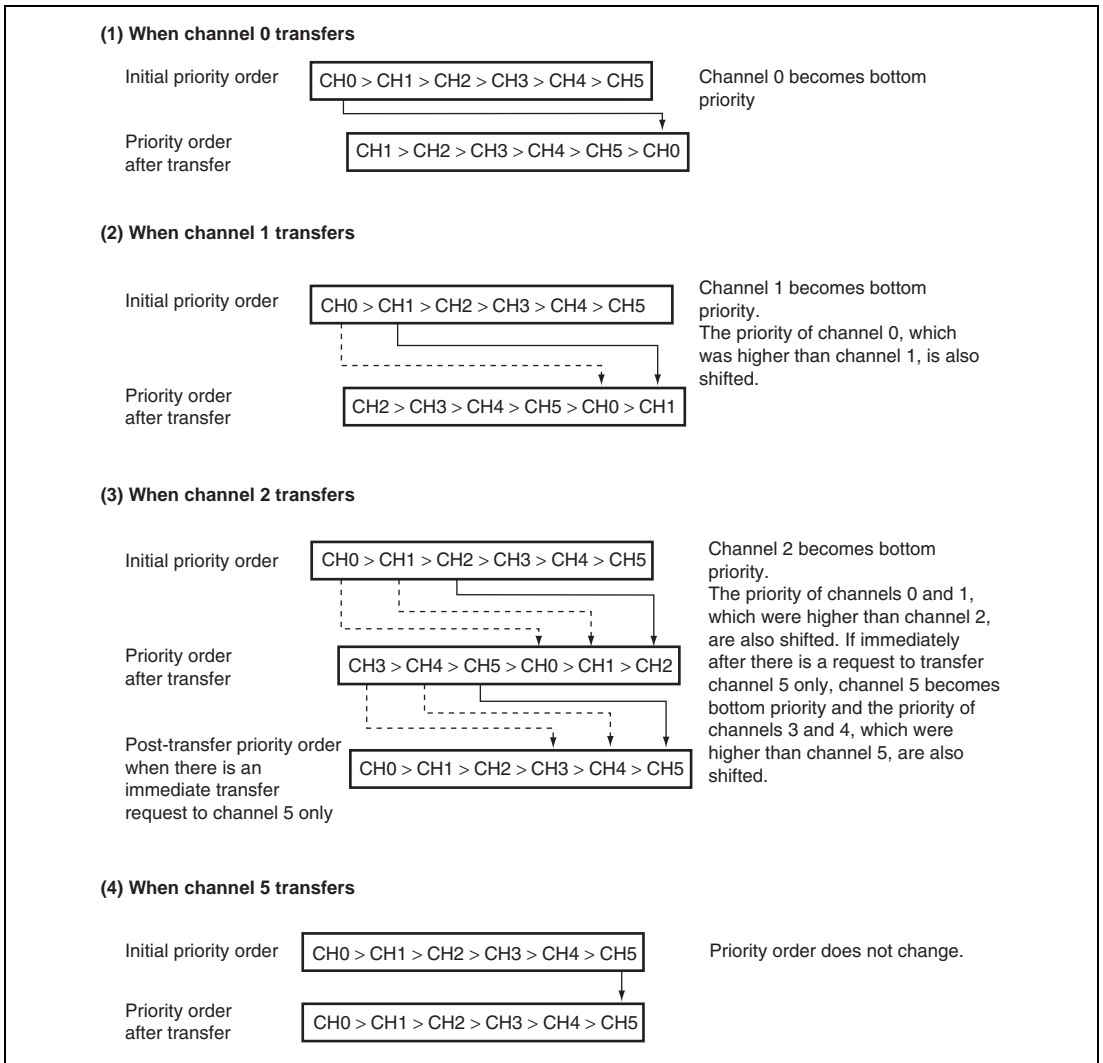 (1) When channel 0 transfers
Initial priority order
CH0 > CH1 > CH2 > CH3 > CH4 > CH5
Channel 0 becomes bottom
priority
Priority order
after transfer
CH1 > CH2 > CH3 > CH4 > CH5 > CH0
(2) When channel 1 transfers
Initial priority order
CH0 > CH1 > CH2 > CH3 > CH4 > CH5
Channel 1 becomes bottom
priority.
The priority of channel 0, which
was higher than channel 1, is also
shifted.
Priority order
after transfer
CH2 > CH3 > CH4 > CH5 > CH0 > CH1
(3) When channel 2 transfers
Initial priority order
CH0 > CH1 > CH2 > CH3 > CH4 > CH5
Channel 2 becomes bottom
priority.
The priority of channels 0 and 1,
which were higher than channel 2,
are also shifted. If immediately
after there is a request to transfer
channel 5 only, channel 5 becomes
bottom priority and the priority of
channels 3 and 4, which were
higher than channel 5, are also
shifted.
Priority order
after transfer
CH3 > CH4 > CH5 > CH0 > CH1 > CH2
Post-transfer priority order
when there is an
immediate transfer
request to channel 5 only
CH0 > CH1 > CH2 > CH3 > CH4 > CH5
(4) When channel 5 transfers
Initial priority order
CH0 > CH1 > CH2 > CH3 > CH4 > CH5
Priority order does not change.
Priority order
after transfer
CH0 > CH1 > CH2 > CH3 > CH4 > CH5